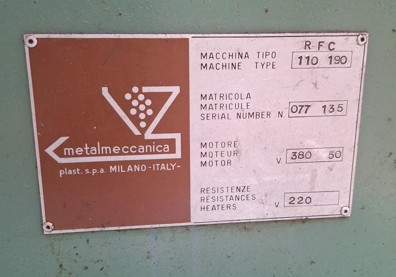 metalmeccanica
plast. s.p.a. MILANO-ITALY-
RFC
MACCHINA TIPO
MACHINE TYPE
110 190
MATRICOLA
MATRICULE
SERIAL NUMBER N
077 135
MOTORE
MOTEUR
MOTOR V.
380 50
RESISTENZE
RÉSISTANCES
HEATERS V.
220